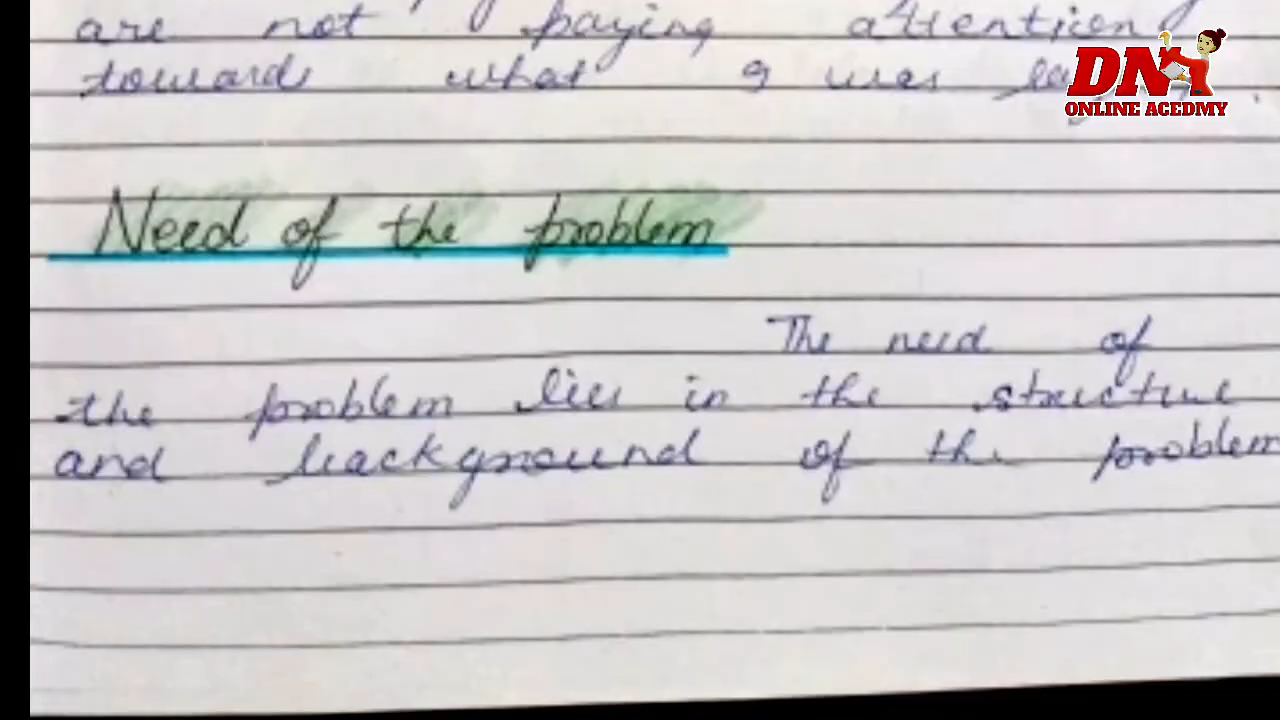 are not paying attention
toward what I was
DNA
ONLINE ACEDMY
Need of the problem
The need of
the problem lies in the structure
and background of the problem